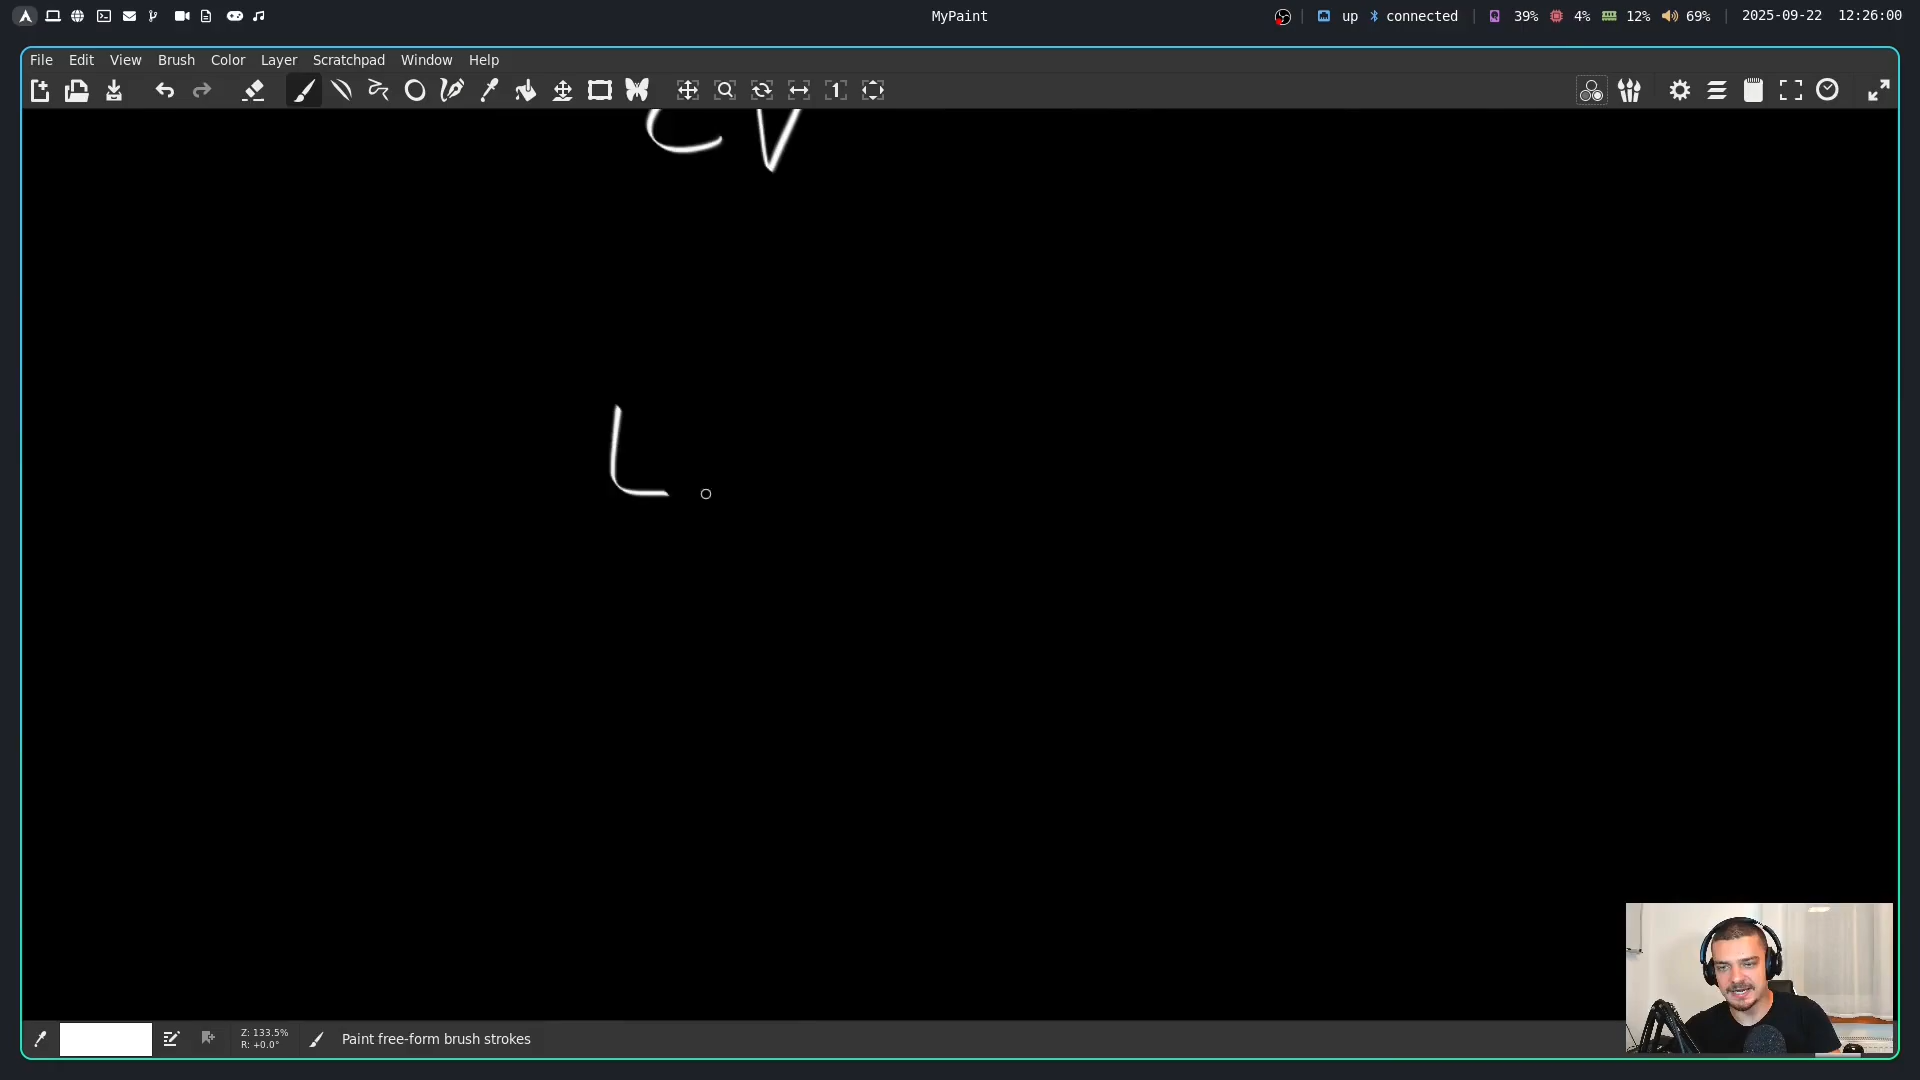 MyPaint
up connected 39% 4% 12% 69% 2025-09-22 12:26:00
File Edit View Brush Color Layer Scratchpad Window Help
1
CV
L
Z: 133.5%
R: +0.0°
Paint free-form brush strokes